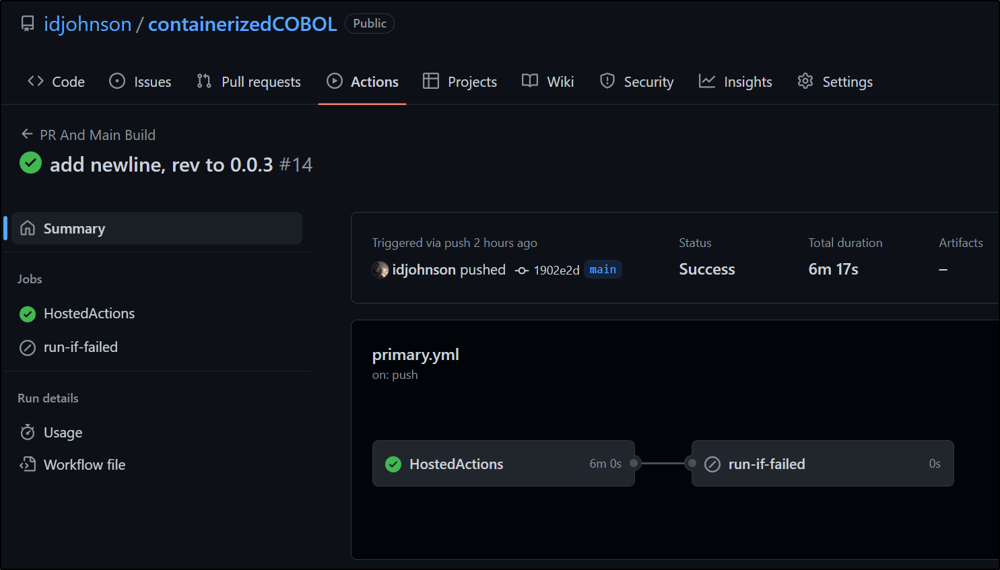 idjohnson / containerizedCOBOL Public
Code Issues Pull requests Actions Projects Wiki Security Insights Settings
PR And Main Build
add newline, rev to 0.0.3 #14
Summary
Jobs
HostedActions
run-if-failed
Run details
Usage
Workflow file
Triggered via push 2 hours ago
idjohnson pushed 1902e2d main
Status
Success
Total duration
6m 17s
Artifacts
–
primary.yml
on: push
HostedActions 6m 0s
run-if-failed 0s